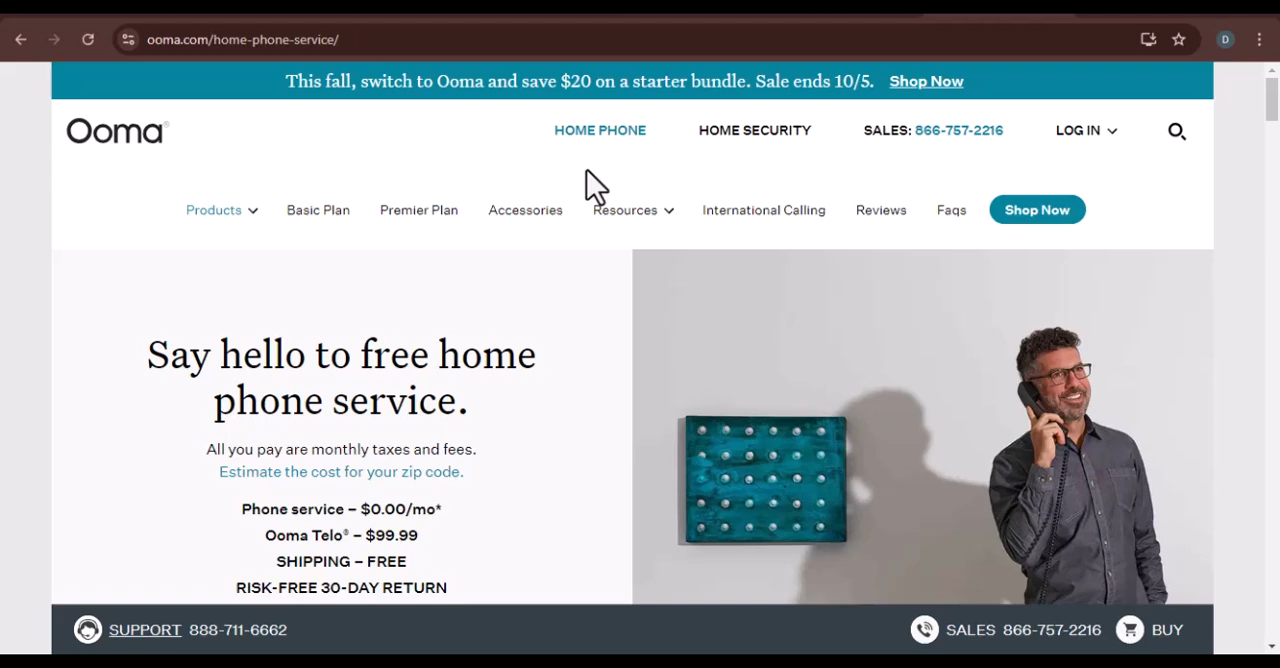 ooma.com/home-phone-service/
D
This fall, switch to Ooma and save $20 on a starter bundle. Sale ends 10/5. Shop Now
Ooma®
HOME PHONE HOME SECURITY SALES: 866-757-2216 LOG IN
Products Basic Plan Premier Plan Accessories Resources International Calling Reviews Faqs Shop Now
Say hello to free home
phone service.
All you pay are monthly taxes and fees.
Estimate the cost for your zip code.
Phone service – $0.00/mo*
Ooma Telo® – $99.99
SHIPPING – FREE
RISK-FREE 30-DAY RETURN
SUPPORT 888-711-6662 SALES 866-757-2216 BUY